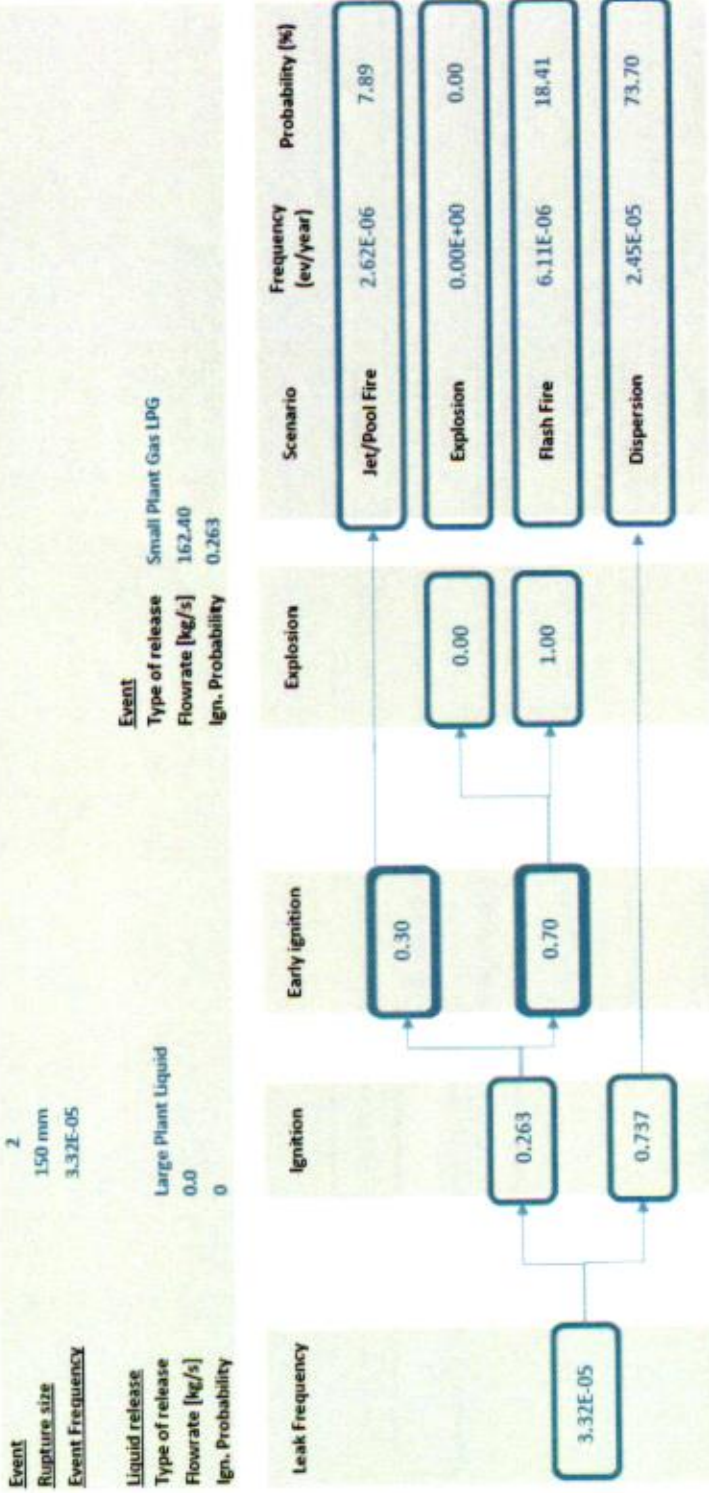 Event 2
Rupture size 150 mm
Event Frequency 3.32E-05
Liquid release
Type of release Large Plant Liquid
Flowrate [kg/s] 0.0
Ign. Probability 0
Event
Type of release Small Plant Gas LPG
Flowrate [kg/s] 162.40
Ign. Probability 0.263
Leak Frequency Ignition Early ignition Explosion Scenario Frequency (ev/year) Probability (%)
0.30 Jet/Pool Fire 2.62E-06 7.89
0.00 Explosion 0.00E+00 0.00
0.263 0.70 1.00 Flash Fire 6.11E-06 18.41
3.32E-05
0.737 Dispersion 2.45E-05 73.70